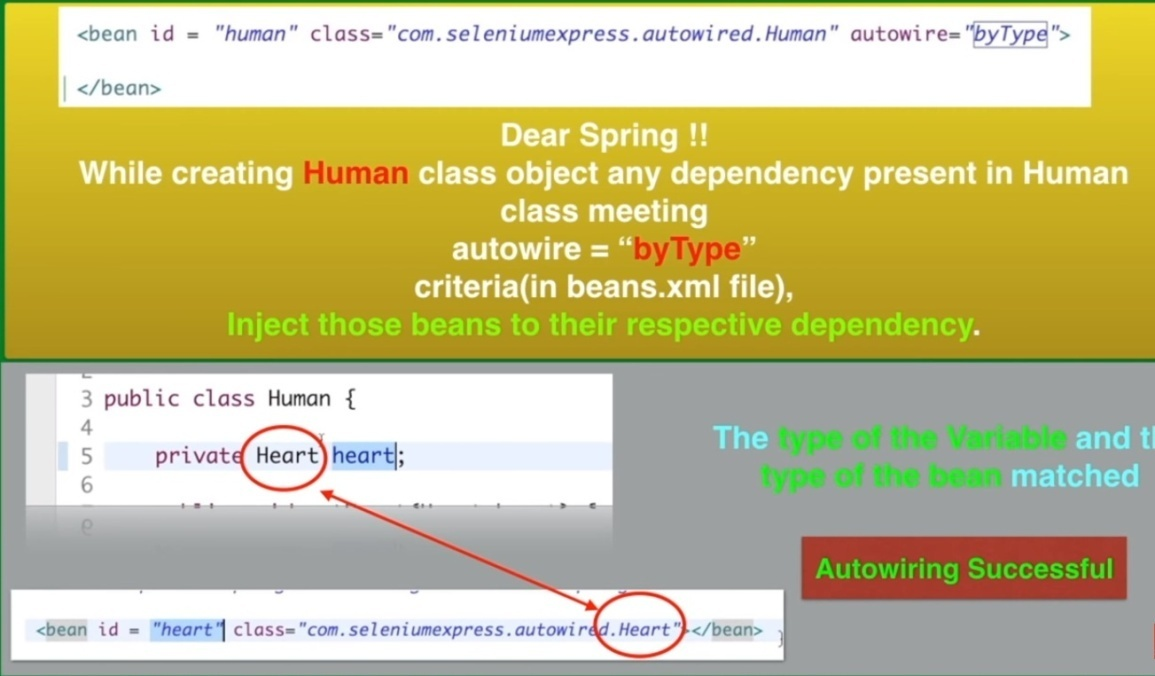 <bean id = "human" class="com.seleniumexpress.autowired.Human" autowire="byType">
</bean>
Dear Spring !!
While creating Human class object any dependency present in Human
class meeting
autowire = “byType”
criteria(in beans.xml file),
Inject those beans to their respective dependency.
3 public class Human {
4
5 private Heart heart;
6
The type of the Variable and
type of the bean matched
Autowiring Successful
<bean id = "heart" class="com.seleniumexpress.autowired.Heart"></bean>